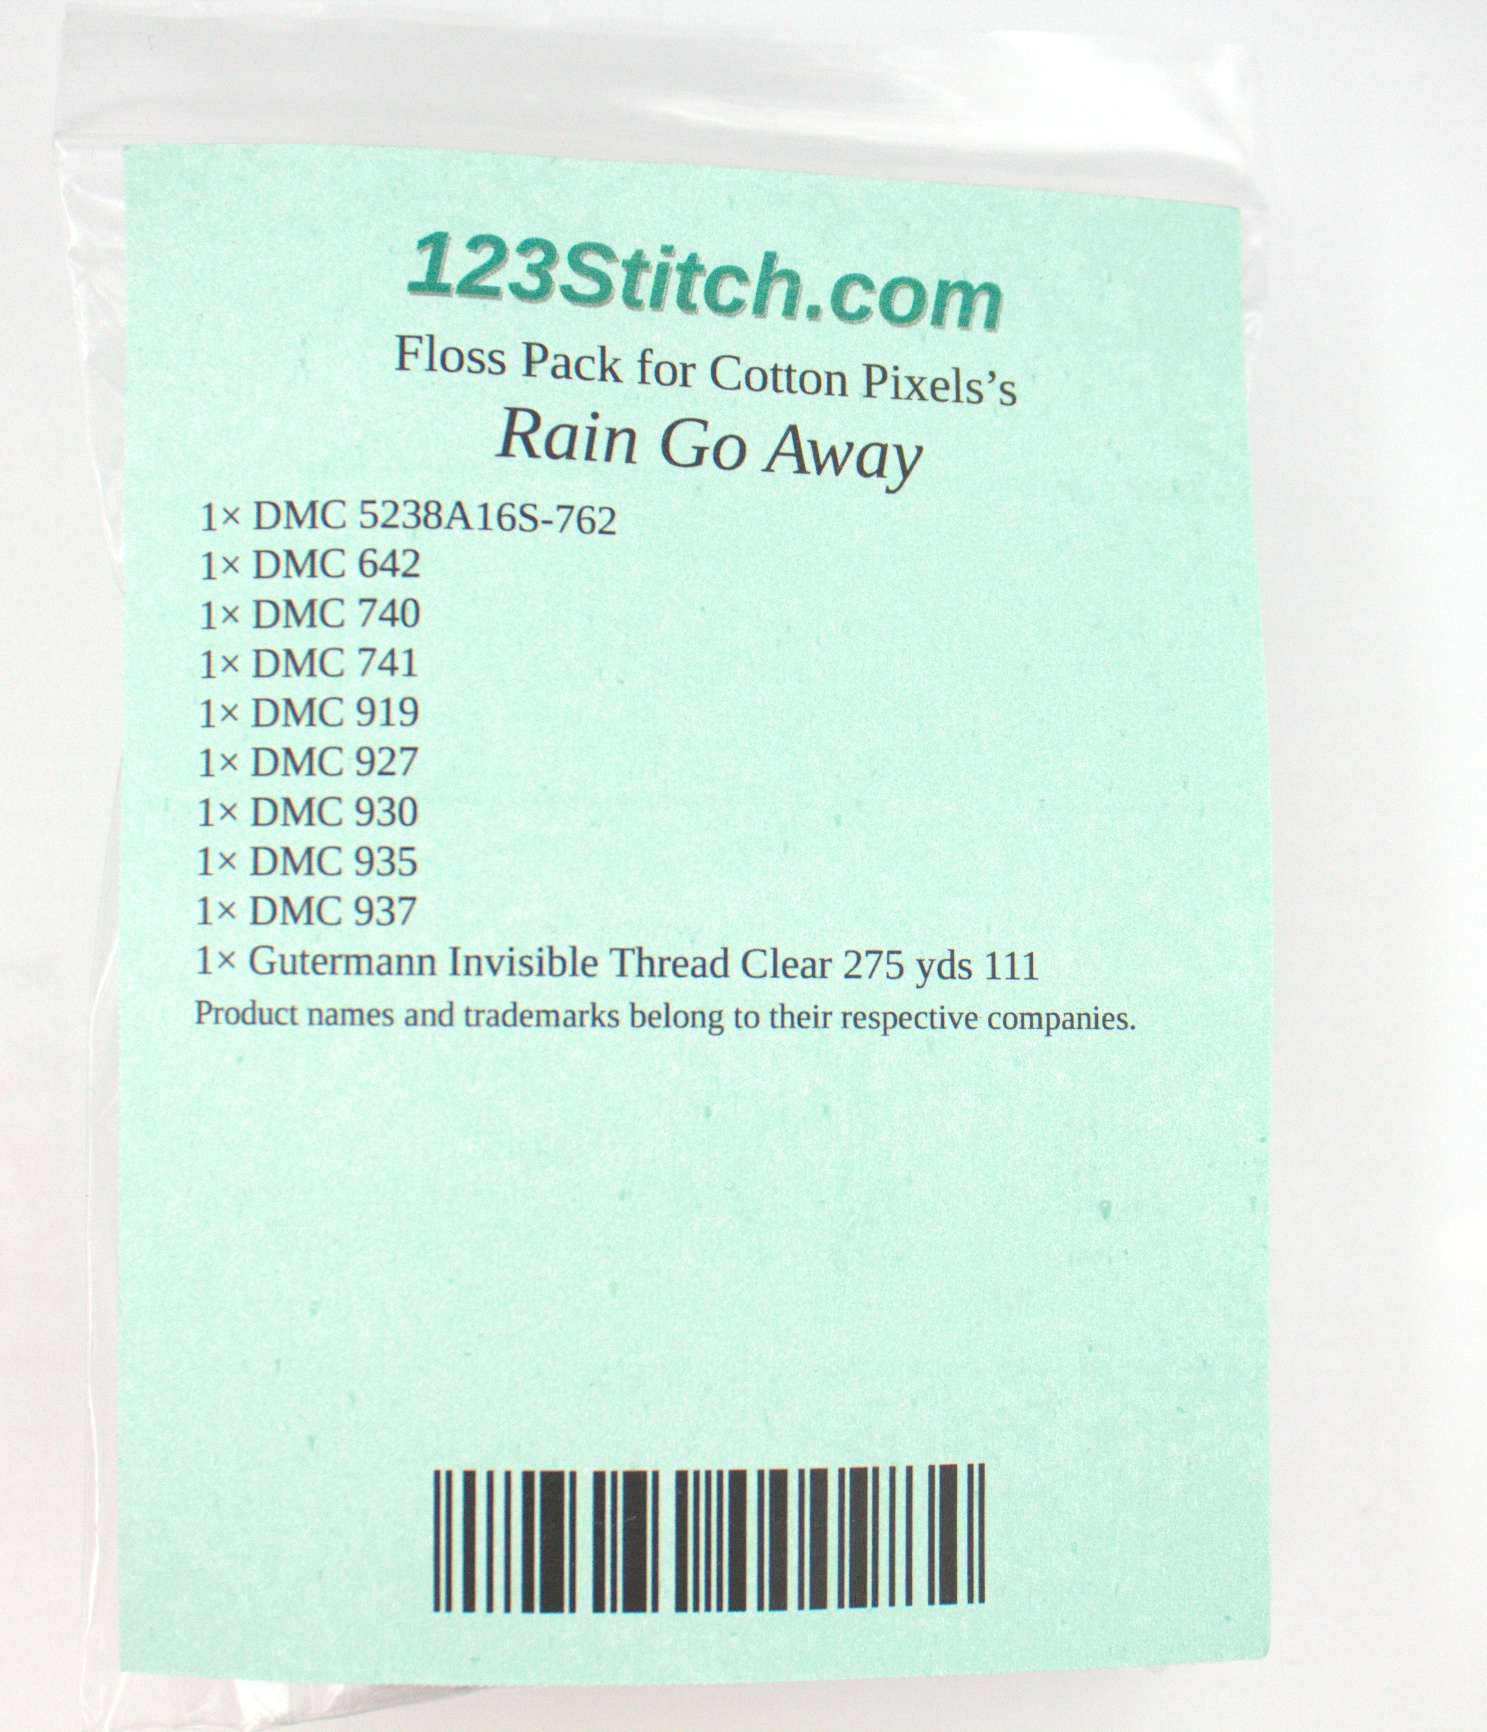 123Stitch.com
Floss Pack for Cotton Pixels’s
Rain Go Away
1× DMC 5238A16S-762
1× DMC 642
1× DMC 740
1× DMC 741
1× DMC 919
1× DMC 927
1× DMC 930
1× DMC 935
1× DMC 937
1× Gutermann Invisible Thread Clear 275 yds 111
Product names and trademarks belong to their respective companies.